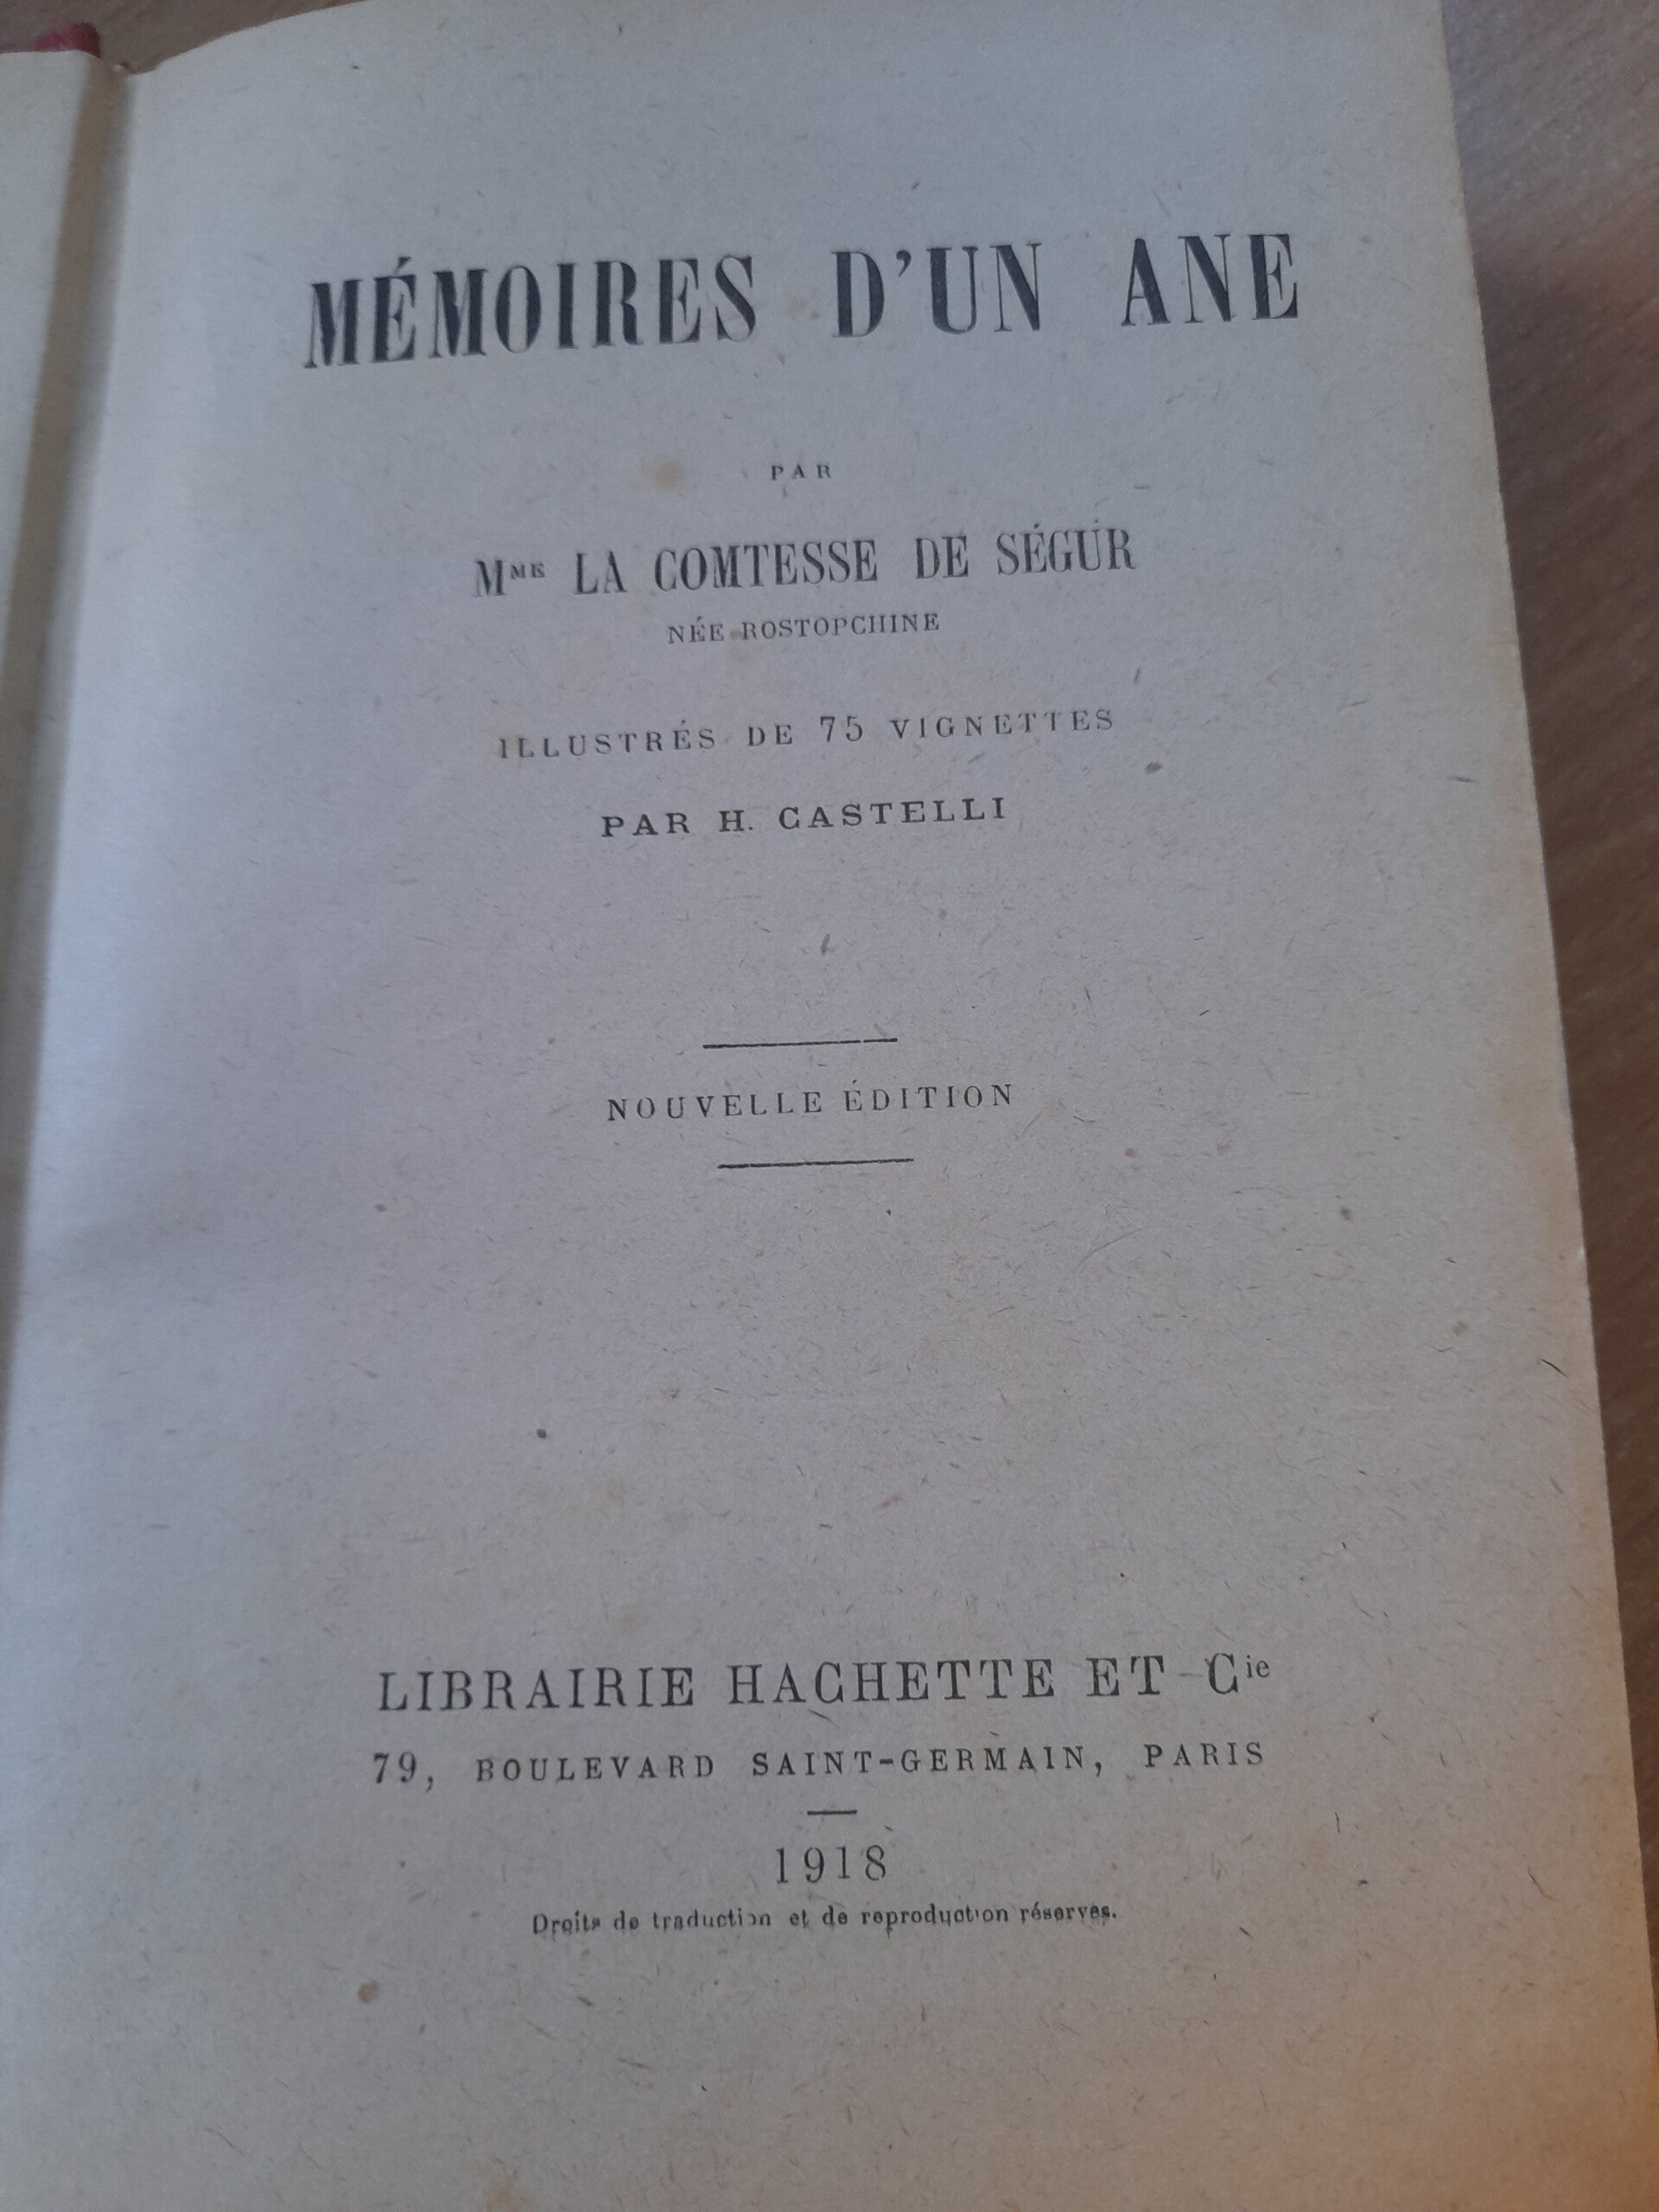 MÉMOIRES D'UN ANE
PAR
MME LA COMTESSE DE SÉGUR
NÉE ROSTOPCHINE
ILLUSTRÉS DE 75 VIGNETTES
PAR H. CASTELLI
NOUVELLE ÉDITION
LIBRAIRIE HACHETTE ET Cie
79, BOULEVARD SAINT-GERMAIN, PARIS
1918
Droits de traduction et de reproduction réservés.